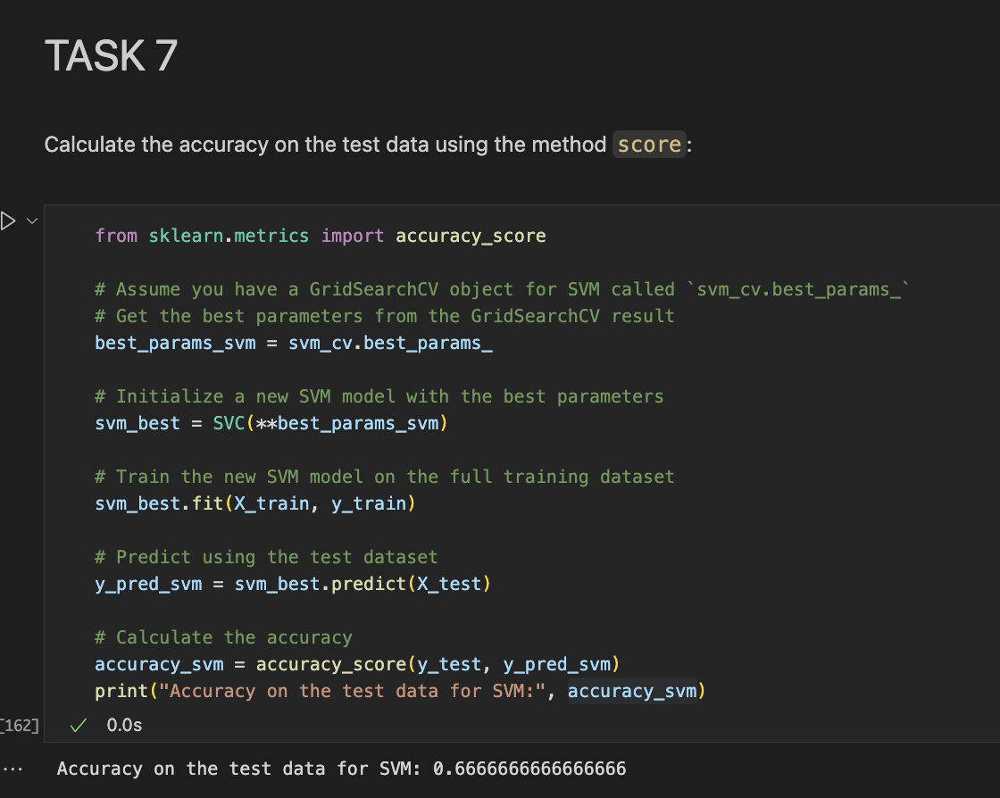 TASK 7
Calculate the accuracy on the test data using the method score:
from sklearn.metrics import accuracy_score
# Assume you have a GridSearchCV object for SVM called `svm_cv.best_params_`
# Get the best parameters from the GridSearchCV result
best_params_svm = svm_cv.best_params_
# Initialize a new SVM model with the best parameters
svm_best = SVC(**best_params_svm)
# Train the new SVM model on the full training dataset
svm_best.fit(X_train, y_train)
# Predict using the test dataset
y_pred_svm = svm_best.predict(X_test)
# Calculate the accuracy
accuracy_svm = accuracy_score(y_test, y_pred_svm)
print("Accuracy on the test data for SVM:", accuracy_svm)
[162] 0.0s
... Accuracy on the test data for SVM: 0.6666666666666666